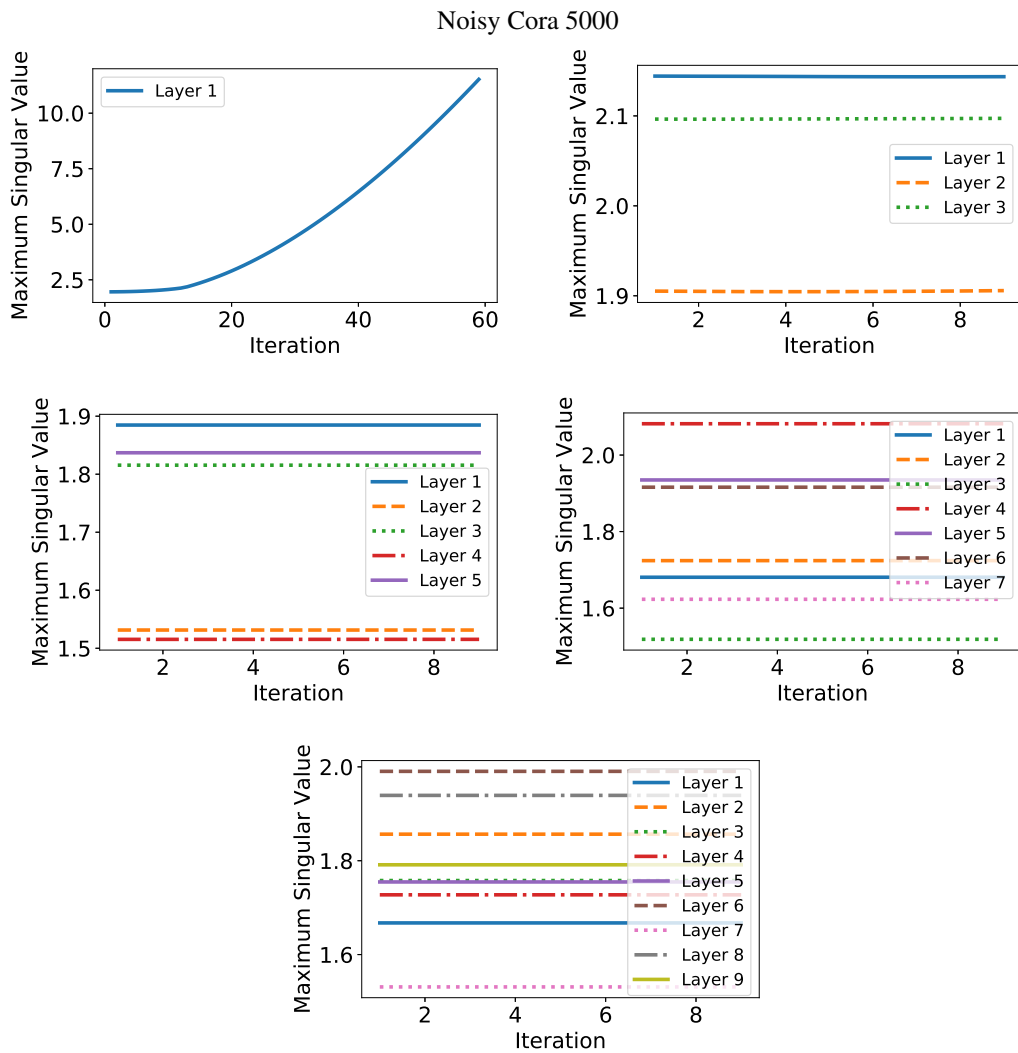 Noisy Cora 5000
Maximum Singular Value
10.0
7.5
5.0
2.5
Layer 1
0 20 40 60
Iteration
Maximum Singular Value
2.1
2.0
1.9
Layer 1
Layer 2
Layer 3
2 4 6 8
Iteration
Maximum Singular Value
1.9
1.8
1.7
1.6
1.5
Layer 1
Layer 2
Layer 3
Layer 4
Layer 5
2 4 6 8
Iteration
Maximum Singular Value
2.0
1.8
1.6
Layer 1
Layer 2
Layer 3
Layer 4
Layer 5
Layer 6
Layer 7
2 4 6 8
Iteration
Maximum Singular Value
2.0
1.8
1.6
Layer 1
Layer 2
Layer 3
Layer 4
Layer 5
Layer 6
Layer 7
Layer 8
Layer 9
2 4 6 8
Iteration